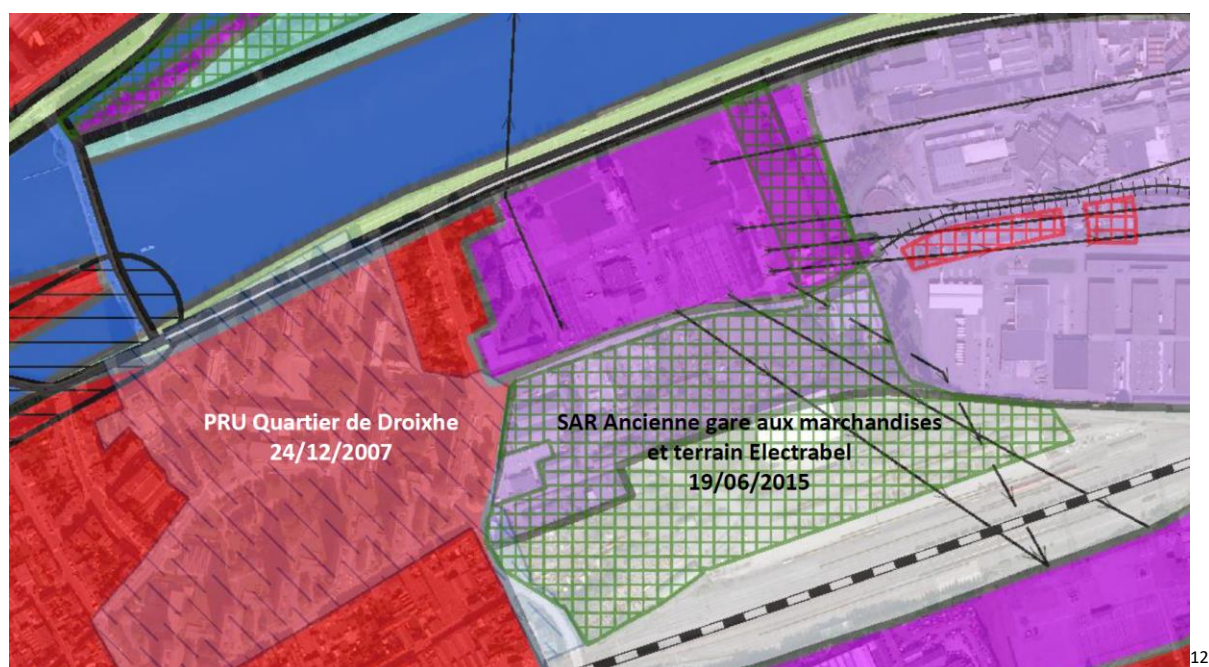 PRU Quartier de Droixhe
24/12/2007
SAR Ancienne gare aux marchandises
et terrain Electrabel
19/06/2015
12